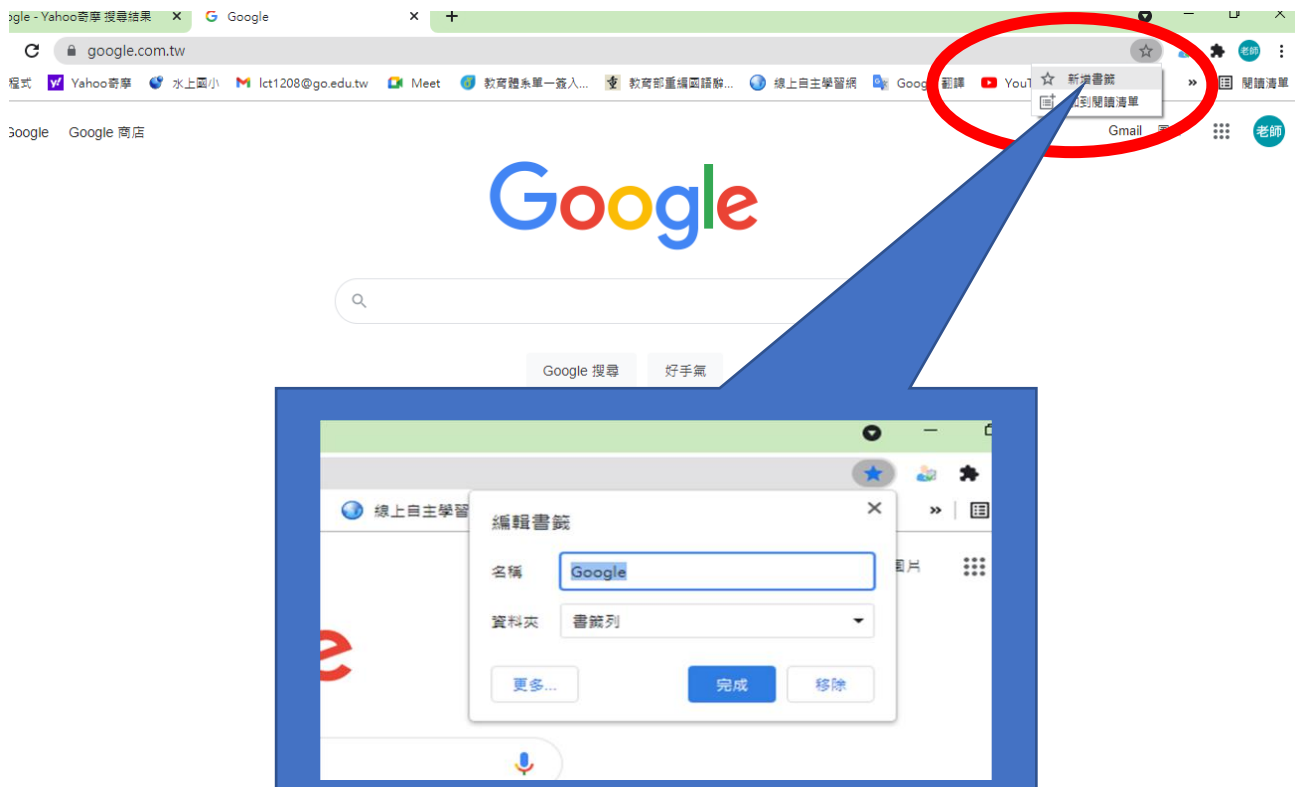 ogle - Yahoo奇摩 搜尋結果
Google
google.com.tw
程式 Yahoo奇摩 水上國小 lct1208@go.edu.tw Meet 教育體系單一簽入... 教育部重編國語辭... 線上自主學習網 Goog 翻譯 YouT » 閱讀清單
老師
新增書籤
加到閱讀清單
Google Google 商店
Gmail
老師
Google
Google 搜尋 好手氣
線上自主學習 »
編輯書籤
圖片
名稱 Google
資料夾 書籤列
更多... 完成 移除